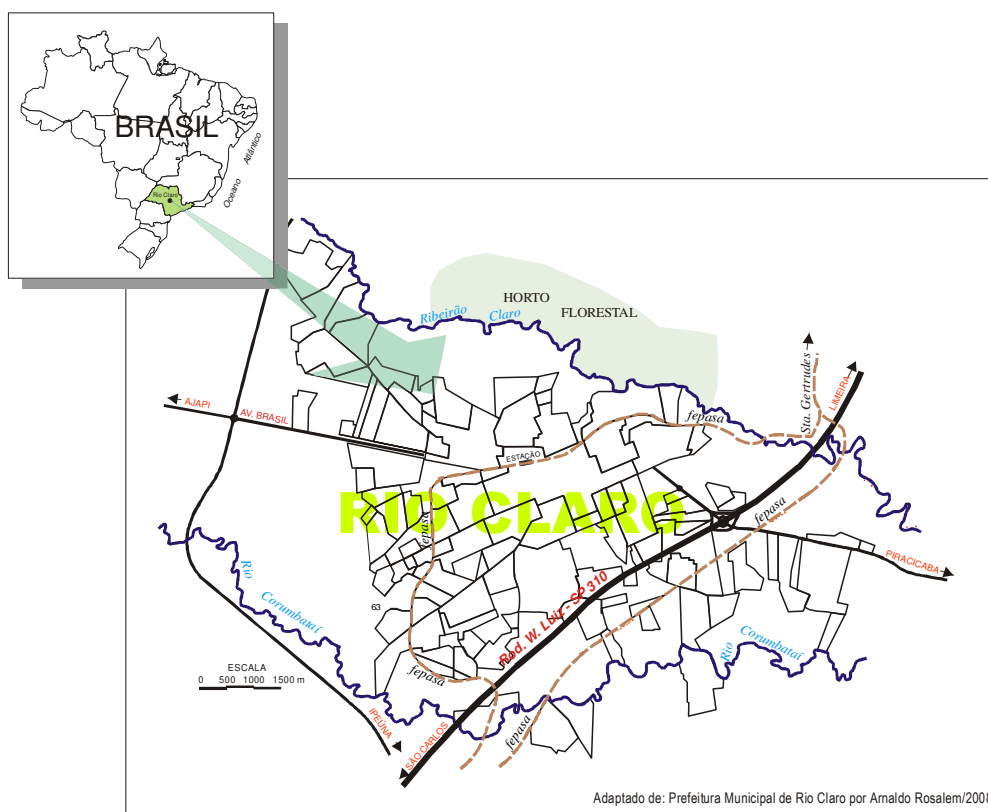 BRASIL
Oceano Atlântico
Rio Claro
HORTO
FLORESTAL
Ribeirão Claro
Sta. Gertrudes
LIMEIRA
AJAPI
AV. BRASIL
fepasa
ESTAÇÃO
RIO CLARO
fepasa
fepasa
PIRACICABA
Rio Corumbataí
63
Rod. W. Luiz - SP 310
Rio Corumbataí
ESCALA
0 500 1000 1500 m
fepasa
IPEÚNA
SÃO CARLOS
fepasa
Adaptado de: Prefeitura Municipal de Rio Claro por Arnaldo Rosalem/2008